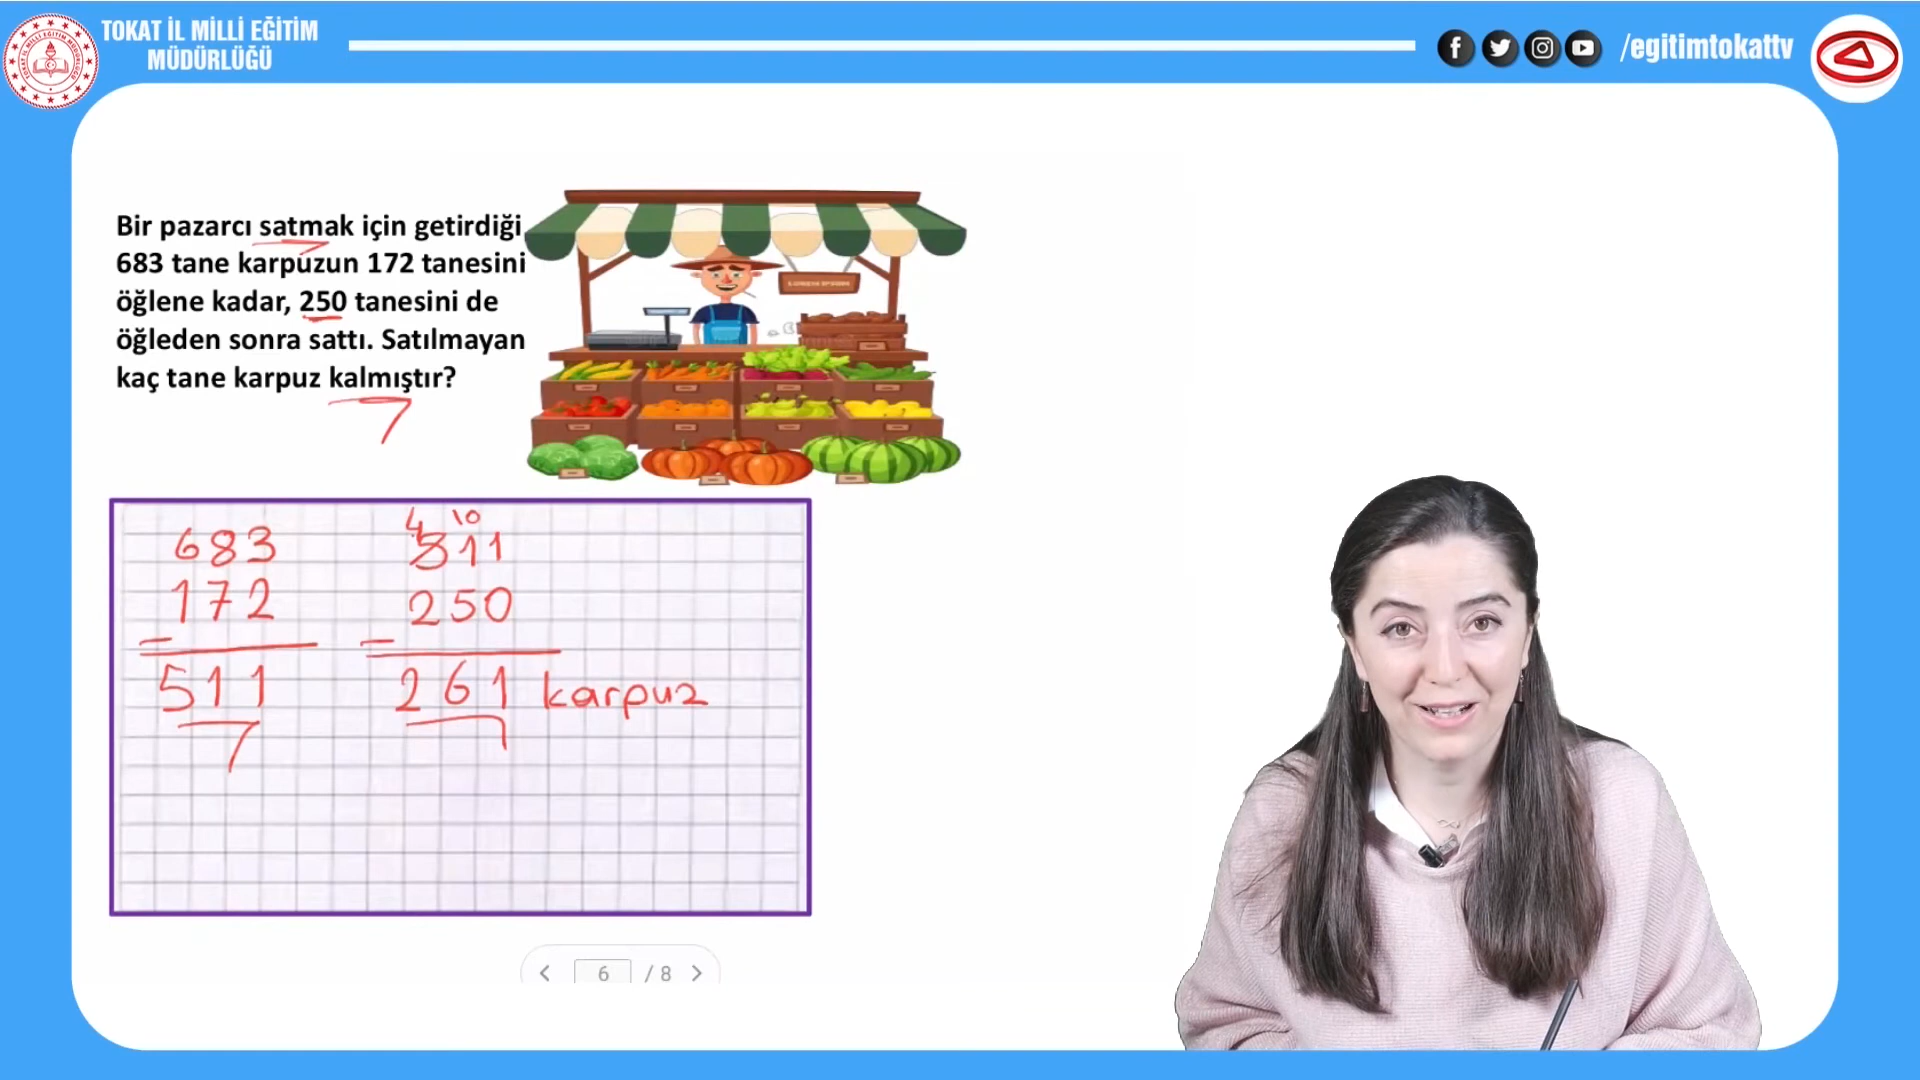 TOKAT İL MİLLİ EĞİTİM
MÜDÜRLÜĞÜ
/egitimtokattv
Bir pazarcı satmak için getirdiği
683 tane karpuzun 172 tanesini
öğlene kadar, 250 tanesini de
öğleden sonra sattı. Satılmayan
kaç tane karpuz kalmıştır?
LOREM IPSUM
683
172
511
4 10
511
250
261 karpuz
6 / 8